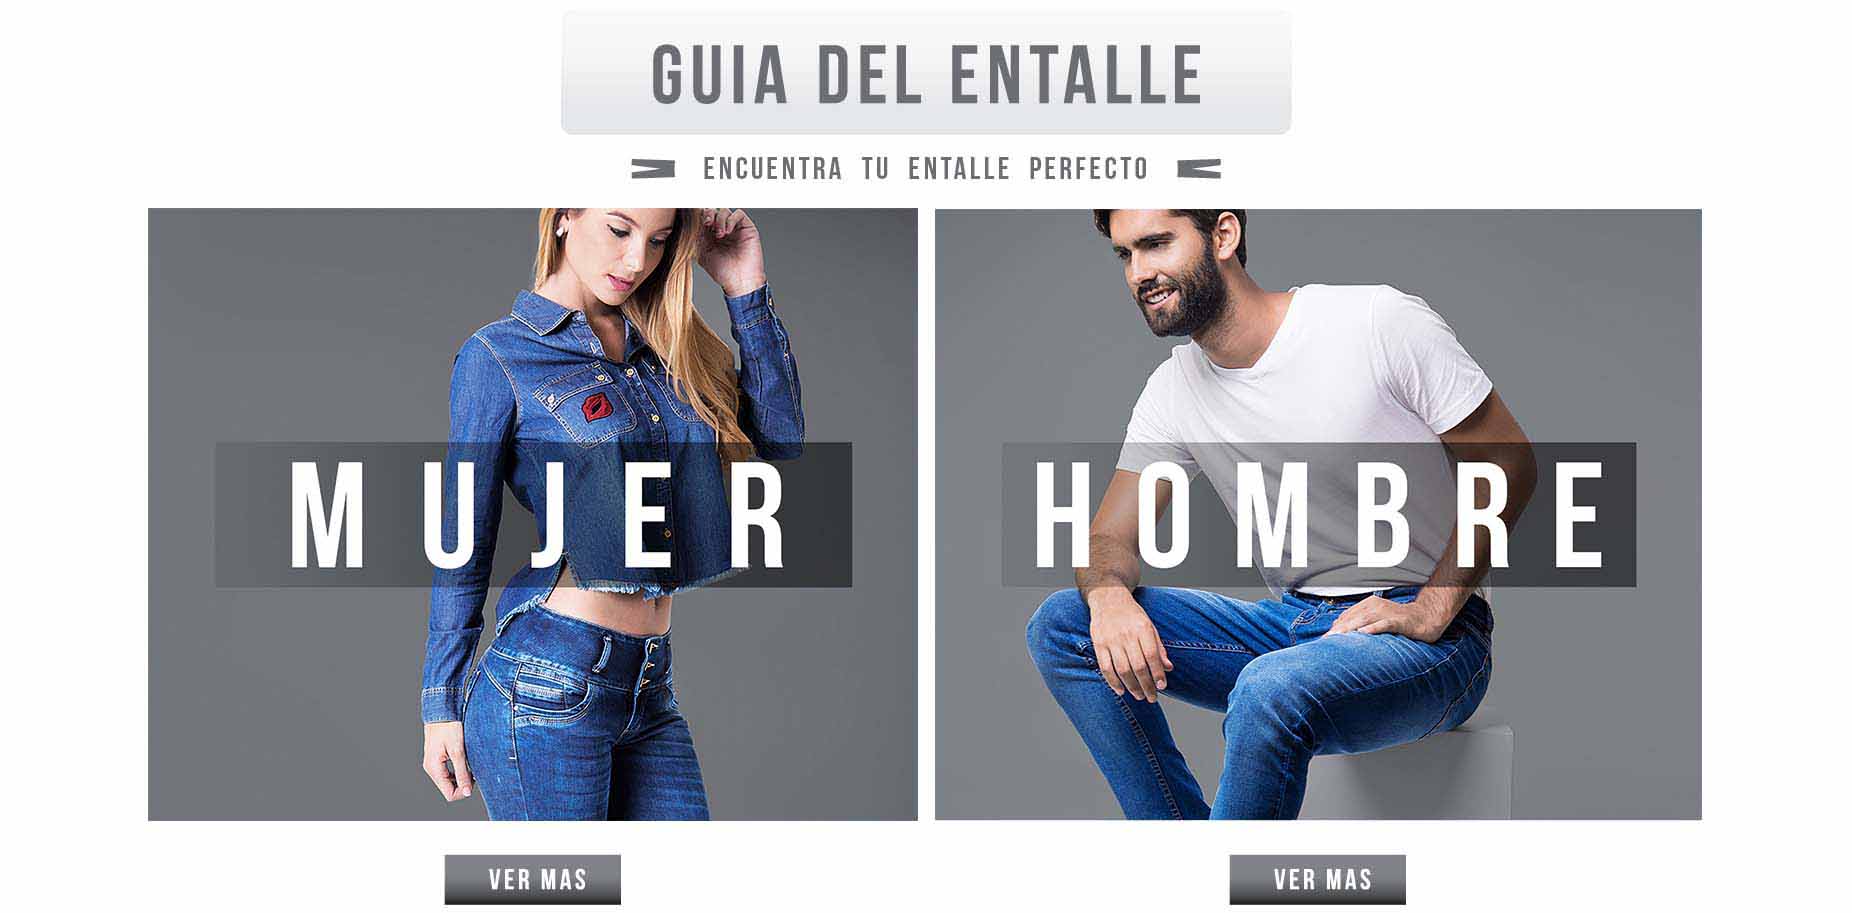 GUIA DEL ENTALLE
ENCUENTRA TU ENTALLE PERFECTO
MUJER
HOMBRE
VER MAS
VER MAS